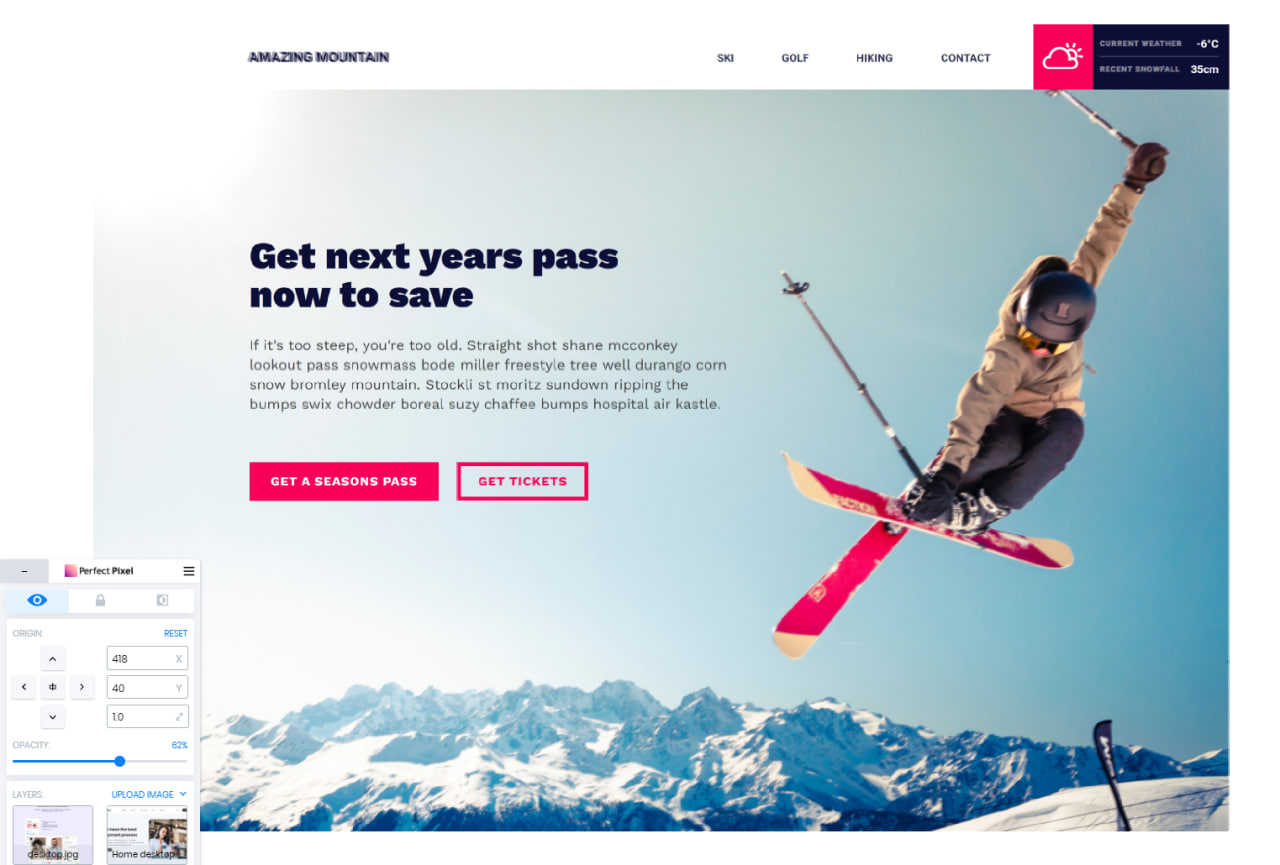 AMAZING MOUNTAIN
SKI GOLF HIKING CONTACT
CURRENT WEATHER -6°C
RECENT SNOWFALL 35cm
Get next years pass
now to save
If it's too steep, you're too old. Straight shot shane mcconkey
lookout pass snowmass bode miller freestyle tree well durango corn
snow bromley mountain. Stockli st moritz sundown ripping the
bumps swix chowder boreal suzy chaffee bumps hospital air kastle.
GET A SEASONS PASS
GET TICKETS
Perfect Pixel
ORIGIN: RESET
418 X
40 Y
1.0
OPACITY: 62%
LAYERS: UPLOAD IMAGE
desktop.jpg
Home desktop